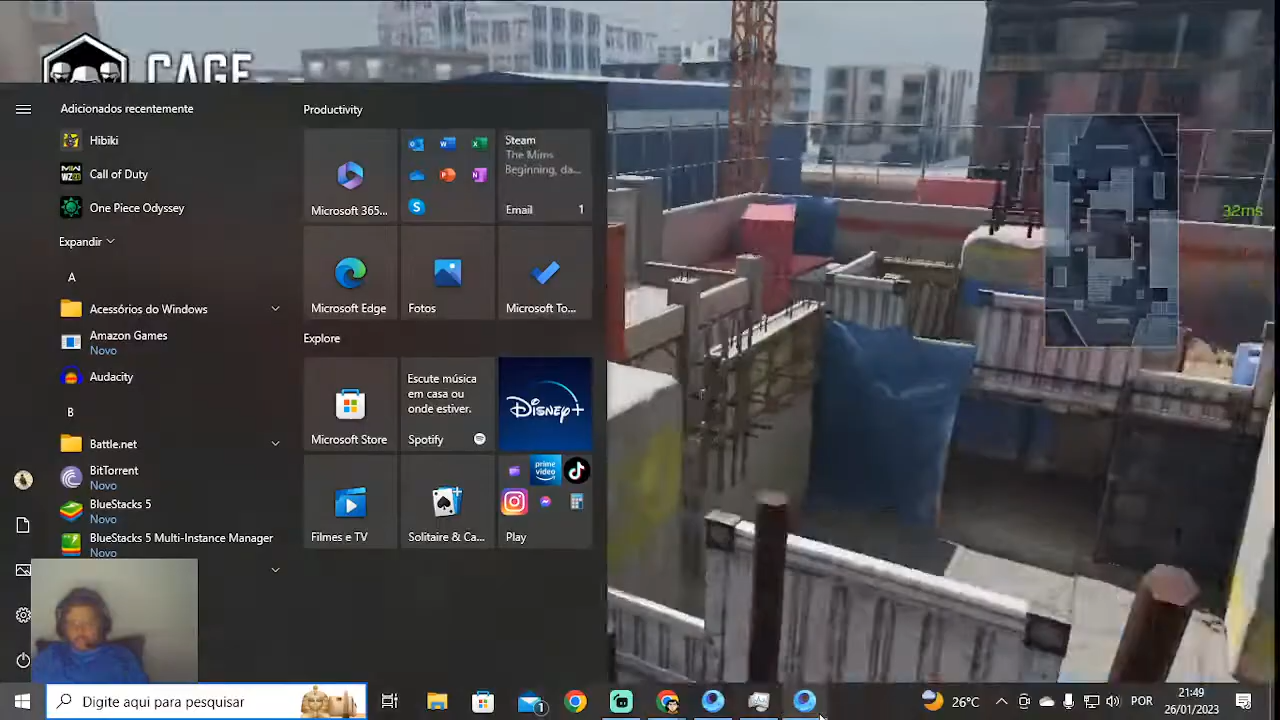 CAGE
Adicionados recentemente
Hibiki
Call of Duty
One Piece Odyssey
Expandir
A
Acessórios do Windows
Amazon Games
Novo
Audacity
B
Battle.net
BitTorrent
Novo
BlueStacks 5
Novo
BlueStacks 5 Multi-Instance Manager
Novo
Productivity
Microsoft 365...
Steam
The Mims
Beginning, da...
Email 1
Microsoft Edge
Fotos
Microsoft To...
Explore
Microsoft Store
Escute música
em casa ou
onde estiver.
Spotify
Disney+
Filmes e TV
Solitaire & Ca...
prime
video
Play
32ms
Digite aqui para pesquisar
1
26°C
POR
21:49
26/01/2023